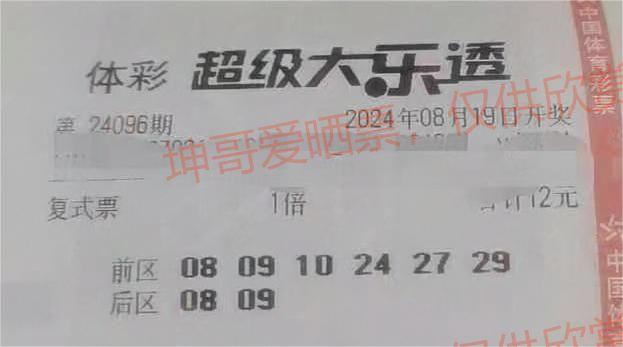 体彩 超级大乐透
第 24096期 2024年08月19日开奖
坤哥爱晒票 仅供欣赏
复式票 1倍 合计12元
前区 08 09 10 24 27 29
后区 08 09
中国体育彩票
中国体
仅供欣赏